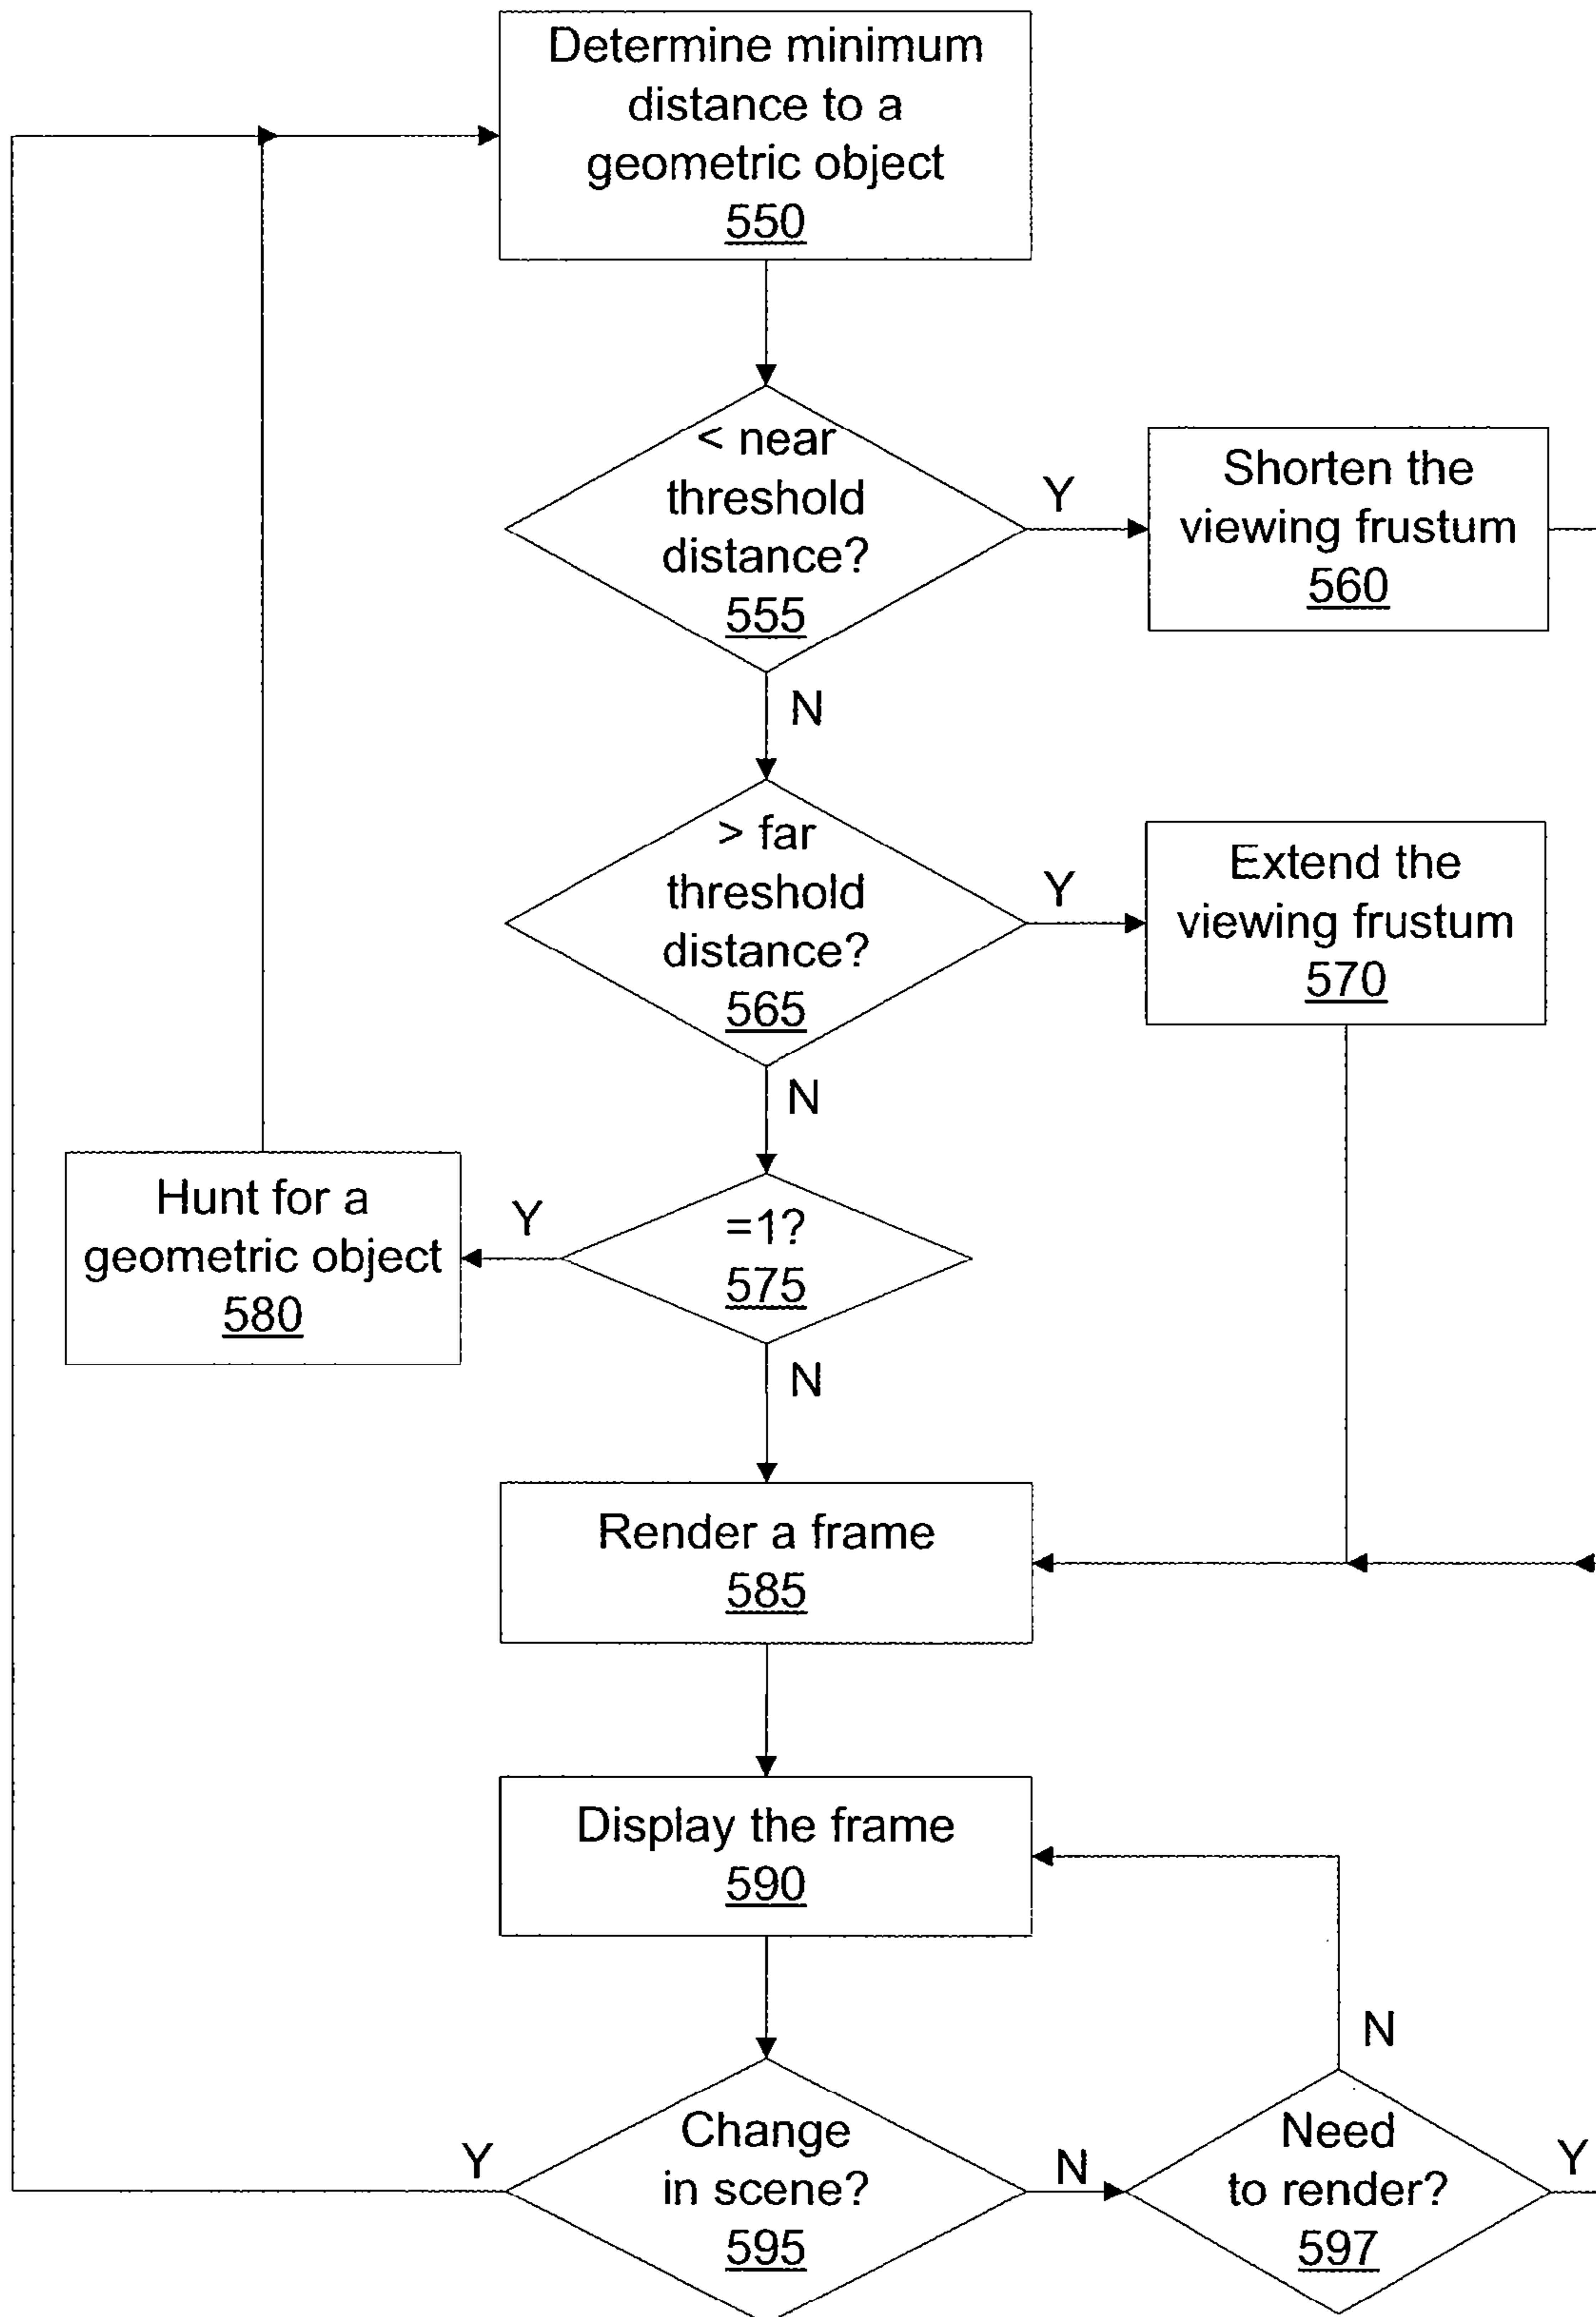 Determine minimum
distance to a
geometric object
550
< near
threshold
distance?
555
Y
Shorten the
viewing frustum
560
N
> far
threshold
distance?
565
Y
Extend the
viewing frustum
570
N
Hunt for a
geometric object
580
Y
=1?
575
N
Render a frame
585
Display the frame
590
N
Y
Change
in scene?
595
N
Need
to render?
597
Y